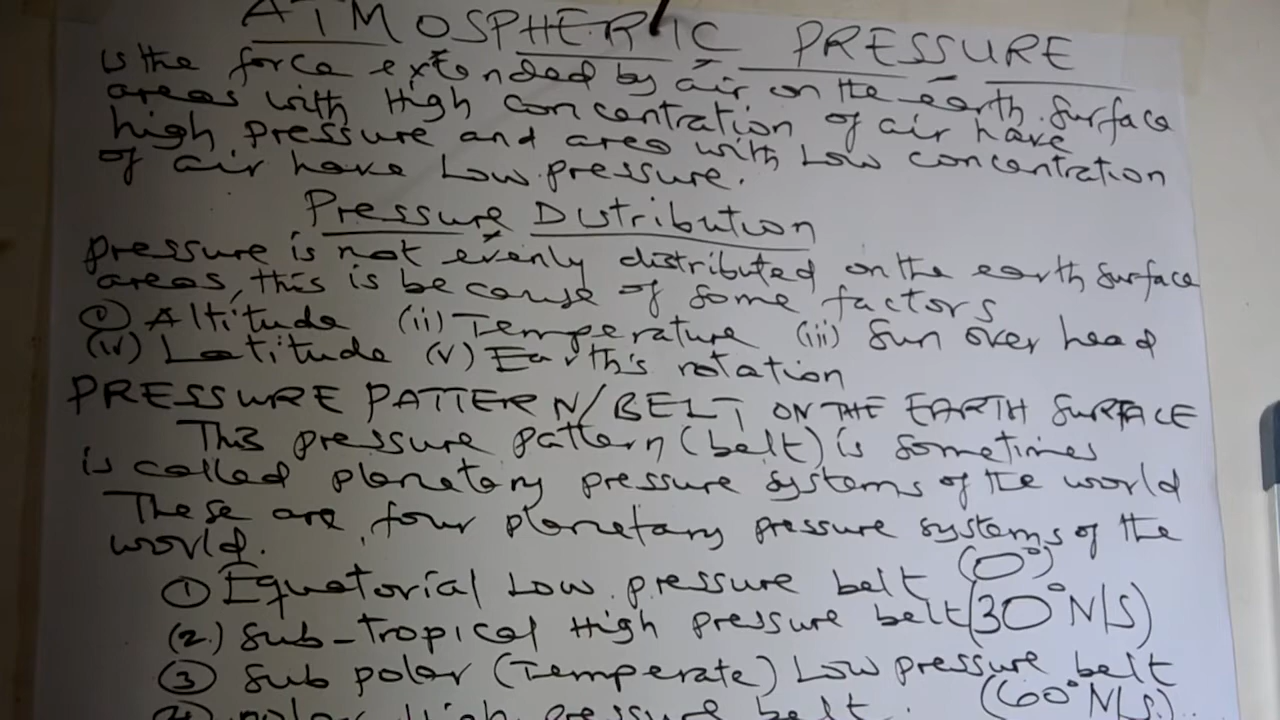 ATMOSPHERIC PRESSURE
is the force extended by air on the earth surface
areas with High concentration of air have
high pressure and area with Low concentration
of air have Low pressure.
Pressure Distribution
pressure is not evenly distributed on the earth surface
areas, this is because of some factors
(i) Altitude (ii) Temperature (iii) Sun over head
(iv) Latitude (v) Earth's rotation
PRESSURE PATTERN/BELT ON THE EARTH SURFACE
This pressure pattern (belt) is sometimes
is called planetary pressure systems of the world
These are four planetary pressure systems of the
world.
(1) Equatorial Low pressure belt (0°)
(2.) Sub-tropical High pressure belt (30° N/S)
(3) Sub polar (Temperate) Low pressure belt
(60° N/S)
(4) polar High pressure belt.